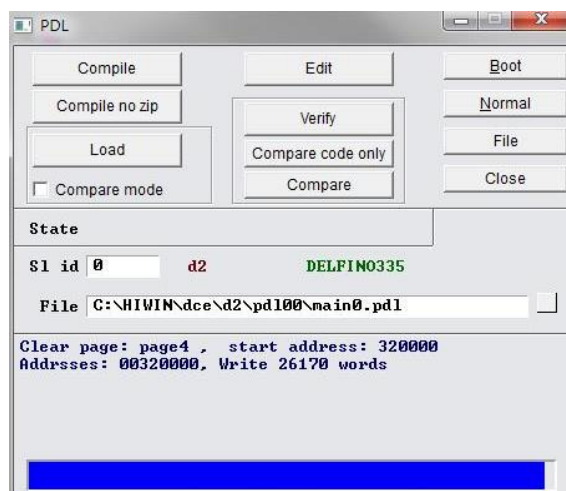 PDL
Compile Edit Boot
Compile no zip Verify Normal
Load Compare code only File
Compare mode Compare Close
State
Sl id 0 d2 DELFINO335
File C:\HIWIN\dce\d2\pdl00\main0.pdl
Clear page: page4 , start address: 320000
Addrsses: 00320000, Write 26170 words